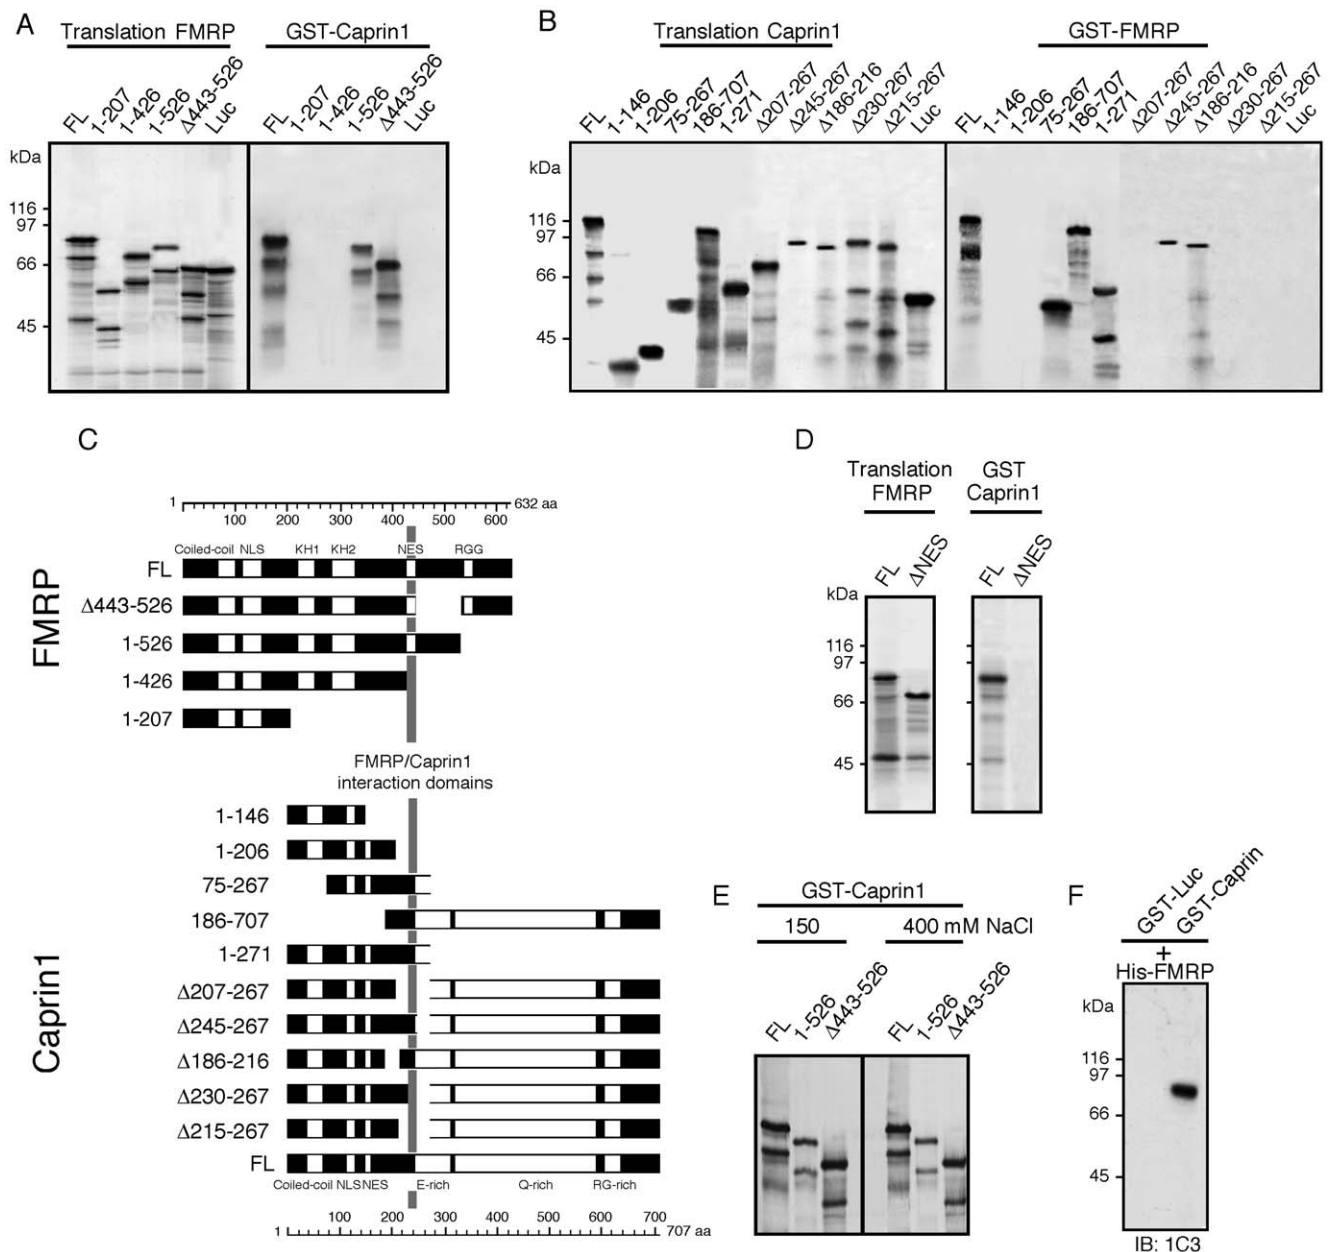 A
Translation FMRP
GST-Caprin1
FL 1-207 1-426 1-526 Δ443-526 Luc
FL 1-207 1-426 1-526 Δ443-526 Luc
kDa
116
97
66
45
B
Translation Caprin1
GST-FMRP
FL 1-146 1-206 75-267 186-707 1-271 Δ207-267 Δ245-267 Δ186-216 Δ230-267 Δ215-267 Luc
FL 1-146 1-206 75-267 186-707 1-271 Δ207-267 Δ245-267 Δ186-216 Δ230-267 Δ215-267 Luc
kDa
116
97
66
45
C
1 632 aa
100 200 300 400 500 600
Coiled-coil NLS KH1 KH2 NES RGG
FMRP
FL
Δ443-526
1-526
1-426
1-207
FMRP/Caprin1
interaction domains
Caprin1
1-146
1-206
75-267
186-707
1-271
Δ207-267
Δ245-267
Δ186-216
Δ230-267
Δ215-267
FL
Coiled-coil NLS NES E-rich Q-rich RG-rich
100 200 300 400 500 600 700
1 707 aa
D
Translation
FMRP
GST
Caprin1
FL ΔNES
FL ΔNES
kDa
116
97
66
45
E
GST-Caprin1
150 400 mM NaCl
FL 1-526 Δ443-526
FL 1-526 Δ443-526
F
GST-Luc GST-Caprin
+
His-FMRP
kDa
116
97
66
45
IB: 1C3